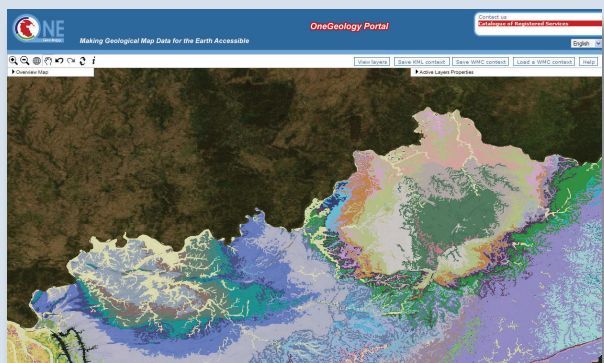 ONE
OneGeology Portal
Making Geological Map Data for the Earth Accessible
Contact us
Catalogue of Registered Services
English
View layers
Save KML context
Save WMC context
Load a WMC context
Help
Overview Map
Active Layers Properties